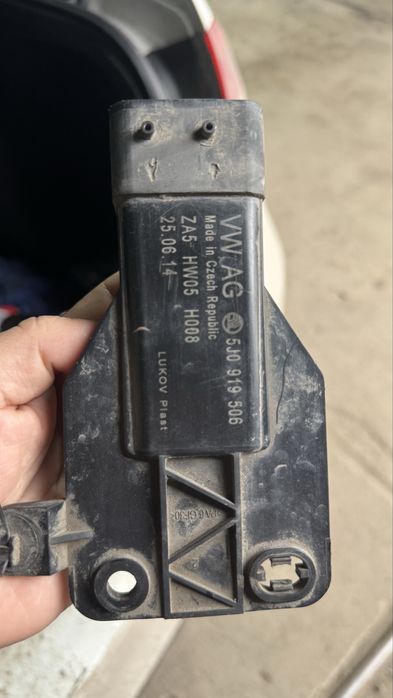 VW AG 5J0 919 506
Made in Czech Republic
ZA5 HW05 H008
25.06.14
LUKOV Plast